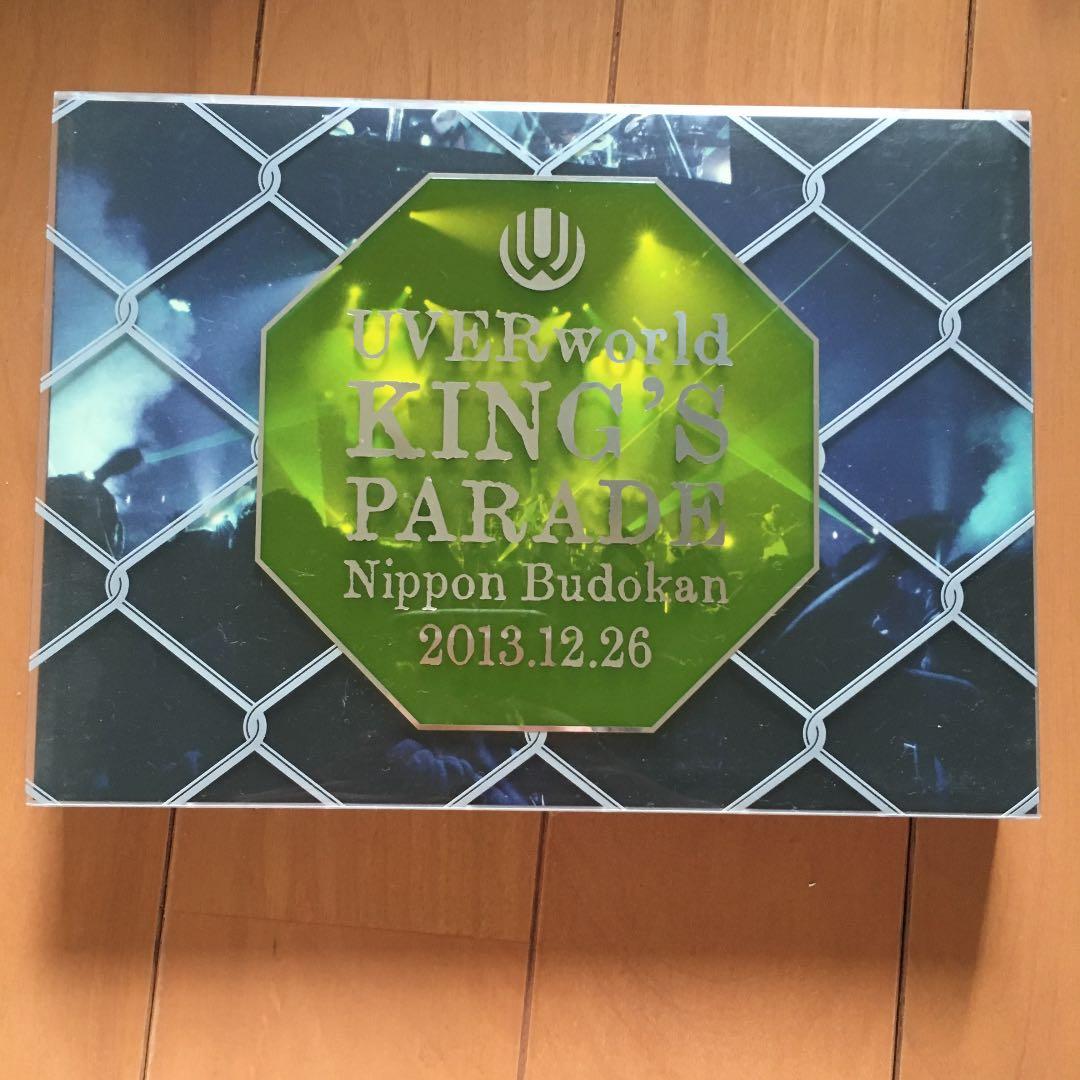 UVERworld
KING'S
PARADE
Nippon Budokan
2013.12.26